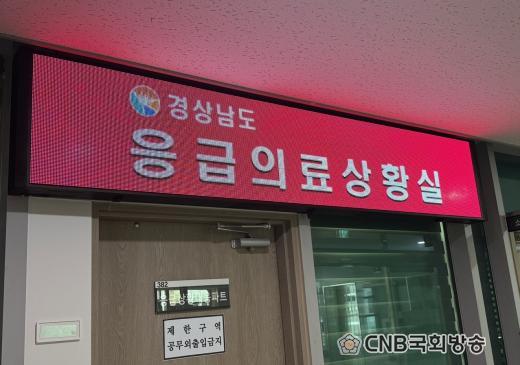 경상남도
응급의료상황실
382
제한구역
공무외출입금지
CNB국회방송